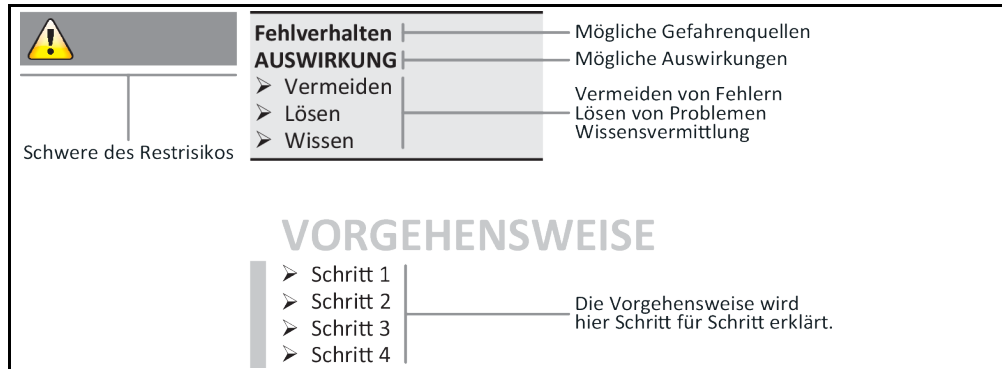 Fehlverhalten
AUSWIRKUNG
➤ Vermeiden
➤ Lösen
➤ Wissen
Mögliche Gefahrenquellen
Mögliche Auswirkungen
Vermeiden von Fehlern
Lösen von Problemen
Wissensvermittlung
Schwere des Restrisikos
VORGEHENSWEISE
➤ Schritt 1
➤ Schritt 2
➤ Schritt 3
➤ Schritt 4
Die Vorgehensweise wird
hier Schritt für Schritt erklärt.